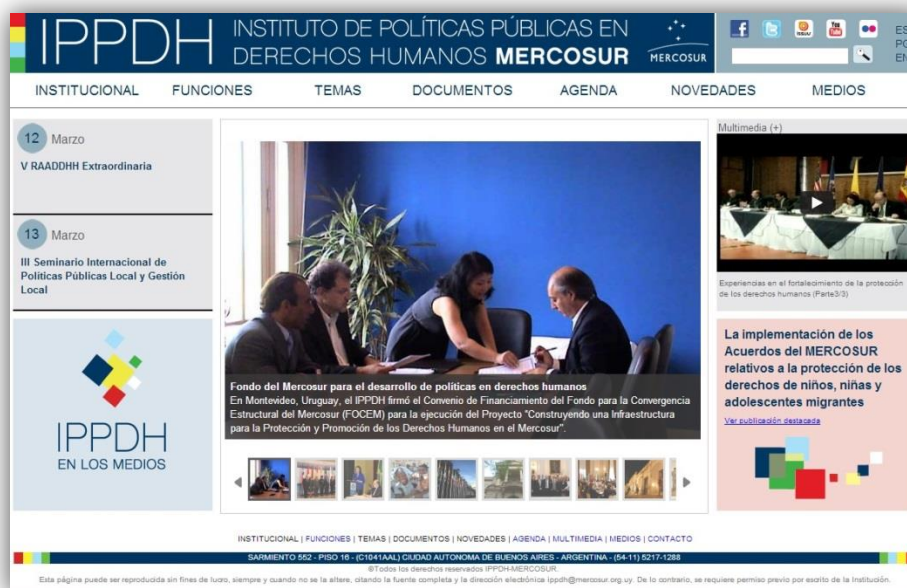 IPPDH
INSTITUTO DE POLÍTICAS PÚBLICAS EN
DERECHOS HUMANOS MERCOSUR
MERCOSUR
ES
PO
EN
INSTITUCIONAL FUNCIONES TEMAS DOCUMENTOS AGENDA NOVEDADES MEDIOS
12 Marzo
V RAADDHH Extraordinaria
13 Marzo
III Seminario Internacional de
Políticas Públicas Local y Gestión
Local
IPPDH
EN LOS MEDIOS
Fondo del Mercosur para el desarrollo de políticas en derechos humanos
En Montevideo, Uruguay, el IPPDH firmó el Convenio de Financiamiento del Fondo para la Convergencia
Estructural del Mercosur (FOCEM) para la ejecución del Proyecto "Construyendo una Infraestructura
para la Protección y Promoción de los Derechos Humanos en el Mercosur".
Multimedia (+)
Experiencias en el fortalecimiento de la protección
de los derechos humanos (Parte3/3)
La implementación de los
Acuerdos del MERCOSUR
relativos a la protección de los
derechos de niños, niñas y
adolescentes migrantes
Ver publicación destacada
INSTITUCIONAL | FUNCIONES | TEMAS | DOCUMENTOS | NOVEDADES | AGENDA | MULTIMEDIA | MEDIOS | CONTACTO
SARMIENTO 552 - PISO 16 - (C1041AAL) CIUDAD AUTONOMA DE BUENOS AIRES - ARGENTINA - (54-11) 5217-1288
®Todos los derechos reservados IPPDH-MERCOSUR.
Esta página puede ser reproducida sin fines de lucro, siempre y cuando no se la altere, citando la fuente completa y la dirección electrónica ippdh@mercosur.org.uy. De lo contrario, se requiere permiso previo por escrito de la Institución.